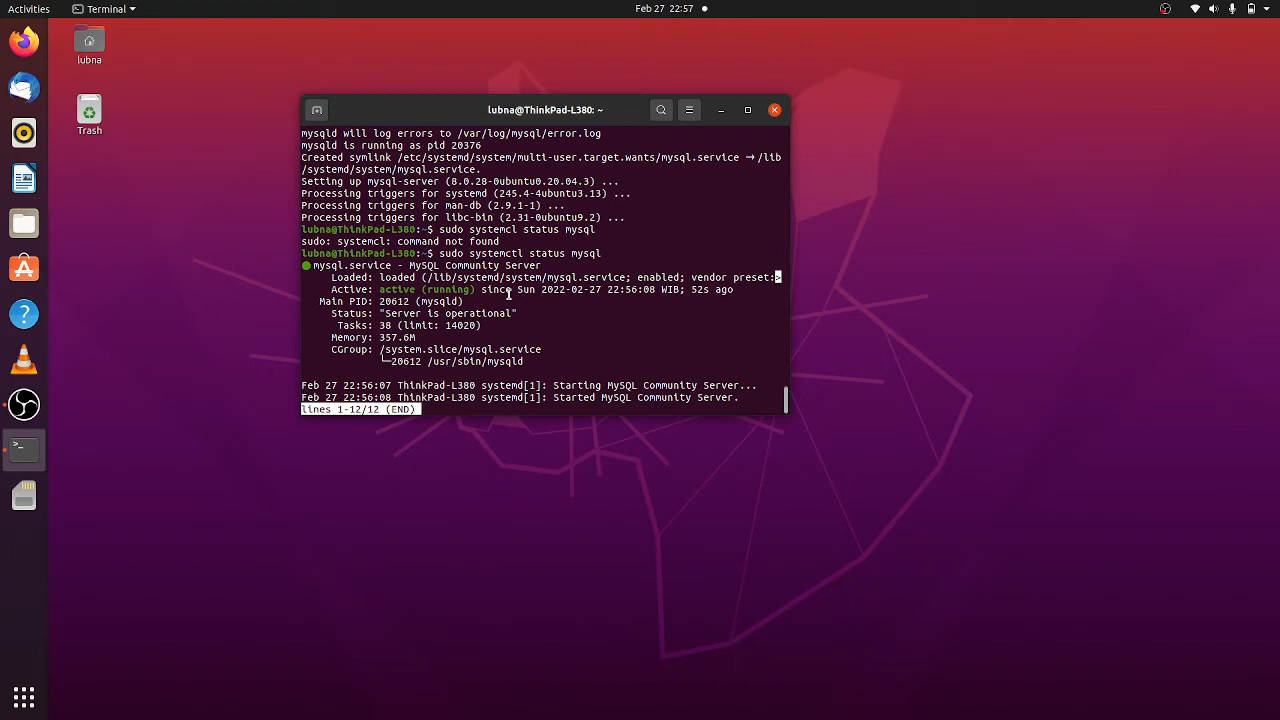 Activities
Terminal
Feb 27 22:57
lubna
Trash
lubna@ThinkPad-L380: ~
mysqld will log errors to /var/log/mysql/error.log
mysqld is running as pid 20376
Created symlink /etc/systemd/system/multi-user.target.wants/mysql.service → /lib
/systemd/system/mysql.service.
Setting up mysql-server (8.0.28-0ubuntu0.20.04.3) ...
Processing triggers for systemd (245.4-4ubuntu3.13) ...
Processing triggers for man-db (2.9.1-1) ...
Processing triggers for libc-bin (2.31-0ubuntu9.2) ...
lubna@ThinkPad-L380:~$ sudo systemcl status mysql
sudo: systemcl: command not found
lubna@ThinkPad-L380:~$ sudo systemctl status mysql
● mysql.service - MySQL Community Server
Loaded: loaded (/lib/systemd/system/mysql.service; enabled; vendor preset:>
Active: active (running) since Sun 2022-02-27 22:56:08 WIB; 52s ago
Main PID: 20612 (mysqld)
Status: "Server is operational"
Tasks: 38 (limit: 14020)
Memory: 357.6M
CGroup: /system.slice/mysql.service
└─20612 /usr/sbin/mysqld
Feb 27 22:56:07 ThinkPad-L380 systemd[1]: Starting MySQL Community Server...
Feb 27 22:56:08 ThinkPad-L380 systemd[1]: Started MySQL Community Server.
lines 1-12/12 (END)